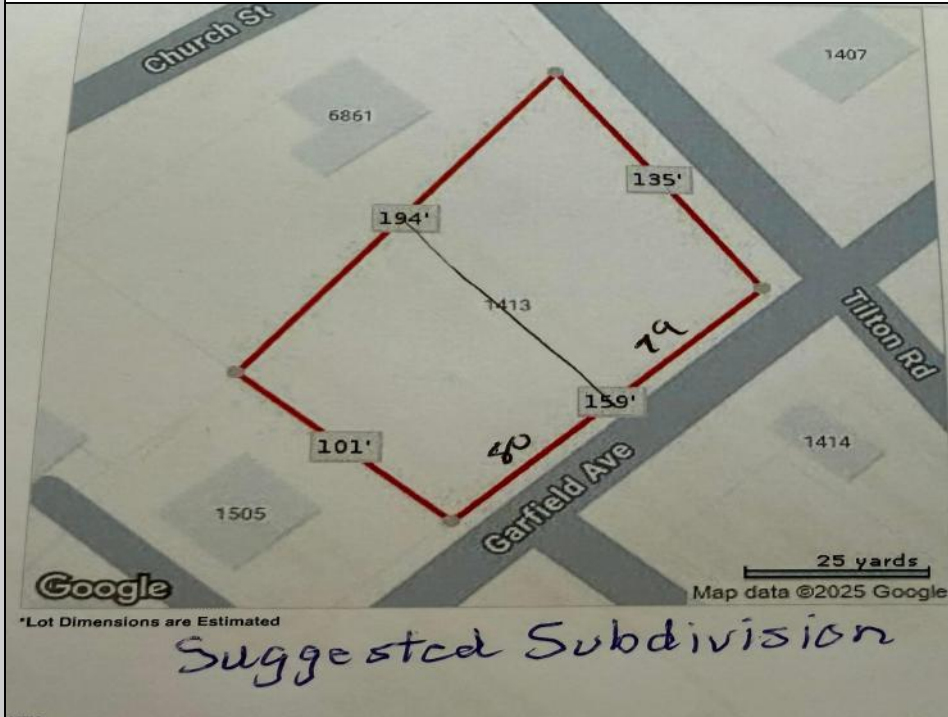 Church St
6861
1407
135'
194'
1413
79
Tilton Rd
159'
80
101'
1414
Garfield Ave
1505
25 yards
Google
Map data ©2025 Google
*Lot Dimensions are Estimated
Suggested Subdivision